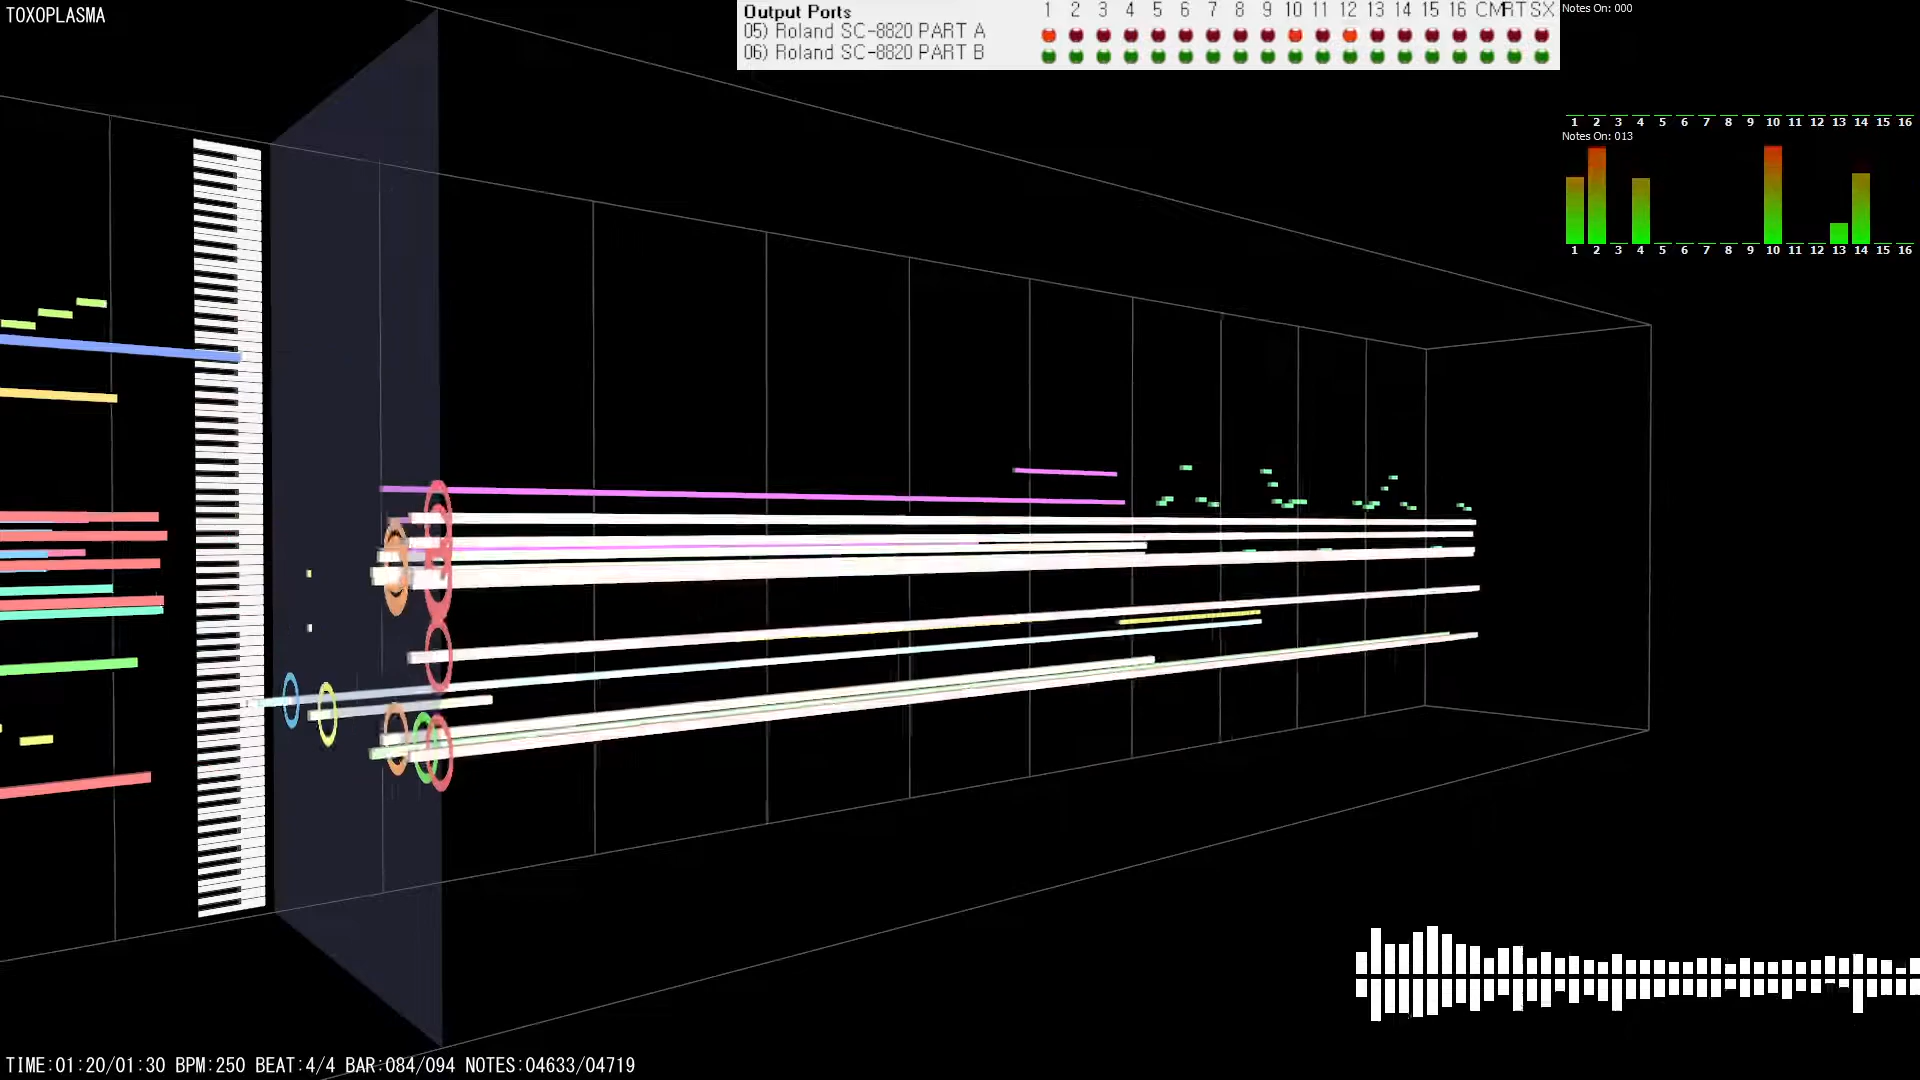 TOXOPLASMA
Output Ports 1 2 3 4 5 6 7 8 9 10 11 12 13 14 15 16 CM RT SX
05) Roland SC-8820 PART A
06) Roland SC-8820 PART B
Notes On: 000
1 2 3 4 5 6 7 8 9 10 11 12 13 14 15 16
Notes On: 013
1 2 3 4 5 6 7 8 9 10 11 12 13 14 15 16
TIME:01:20/01:30 BPM:250 BEAT:4/4 BAR:084/094 NOTES:04633/04719